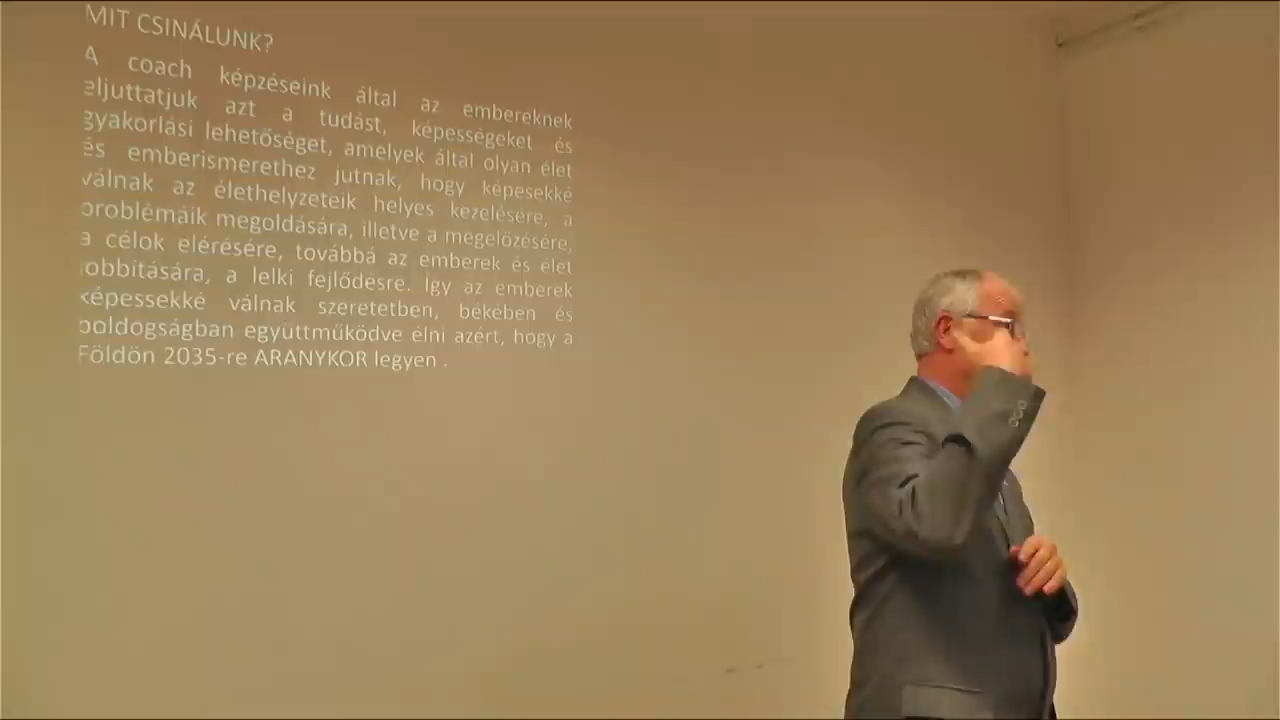 MIT CSINÁLUNK?
A coach képzéseink által az embereknek
eljuttatjuk azt a tudást, képességeket és
gyakorlási lehetőséget, amelyek által olyan élet
és emberismerethez jutnak, hogy képesekké
válnak az élethelyzeteik helyes kezelésére, a
problémáik megoldására, illetve a megelőzésére,
a célok elérésére, továbbá az emberek és élet
jobbítására, a lelki fejlődésre. Így az emberek
képessekké válnak szeretetben, békében és
boldogságban együttműködve élni azért, hogy a
Földön 2035-re ARANYKOR legyen .